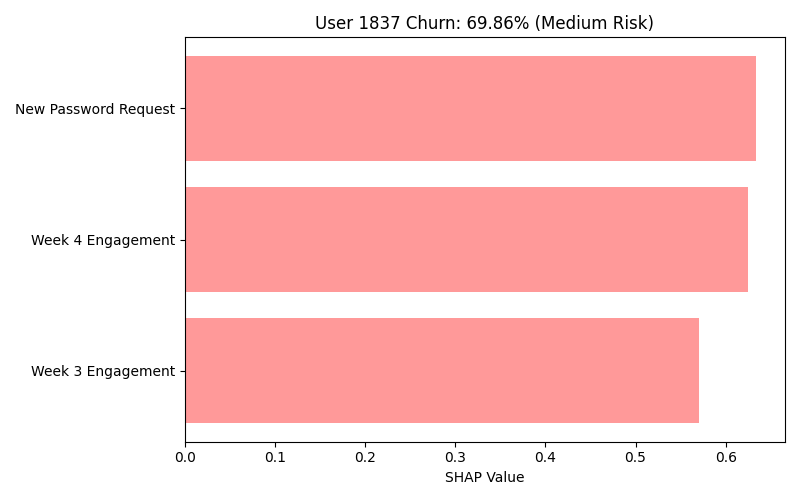 User 1837 Churn: 69.86% (Medium Risk)
New Password Request
Week 4 Engagement
Week 3 Engagement
0.0 0.1 0.2 0.3 0.4 0.5 0.6
SHAP Value